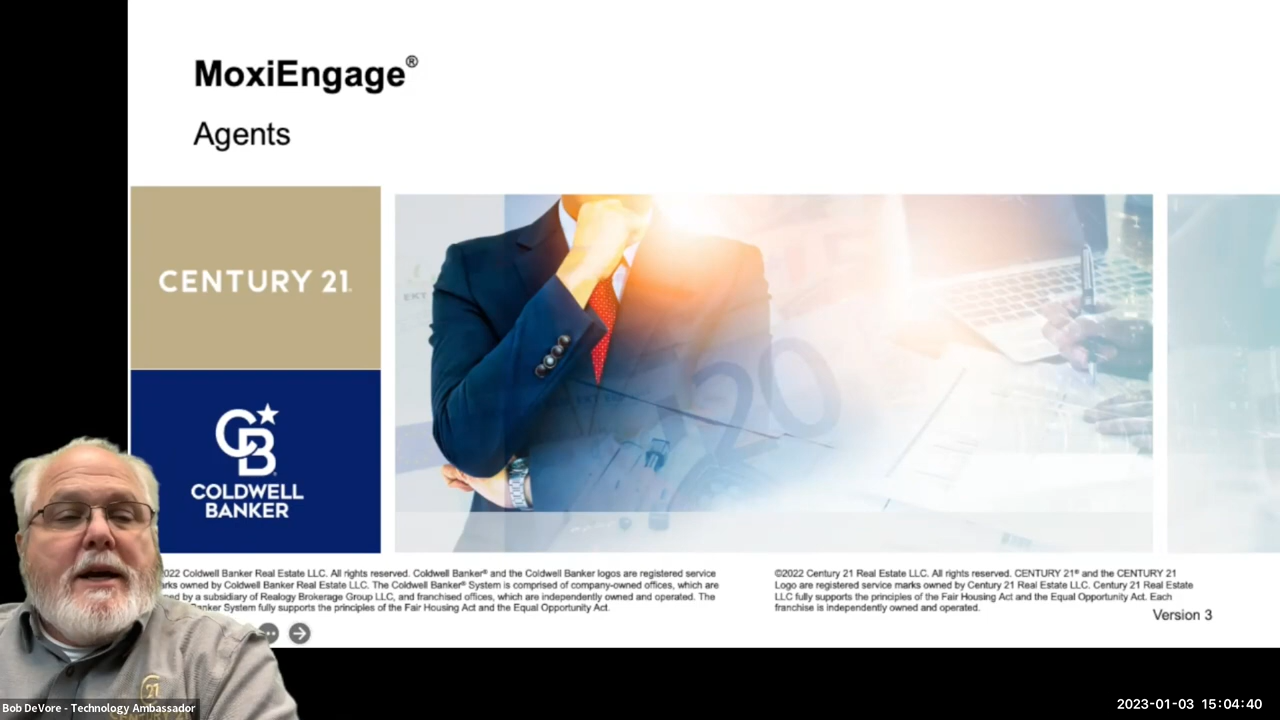 MoxiEngage®
Agents
CENTURY 21
CB
COLDWELL
BANKER
2022 Coldwell Banker Real Estate LLC. All rights reserved. Coldwell Banker® and the Coldwell Banker logos are registered service
owned by Coldwell Banker Real Estate LLC. The Coldwell Banker® System is comprised of company-owned offices, which are
by a subsidiary of Realogy Brokerage Group LLC, and franchised offices, which are independently owned and operated. The
System fully supports the principles of the Fair Housing Act and the Equal Opportunity Act.
©2022 Century 21 Real Estate LLC. All rights reserved. CENTURY 21® and the CENTURY 21
Logo are registered service marks owned by Century 21 Real Estate LLC. Century 21 Real Estate
LLC fully supports the principles of the Fair Housing Act and the Equal Opportunity Act. Each
franchise is independently owned and operated.
Version 3
21
Bob DeVore - Technology Ambassador
2023-01-03 15:04:40